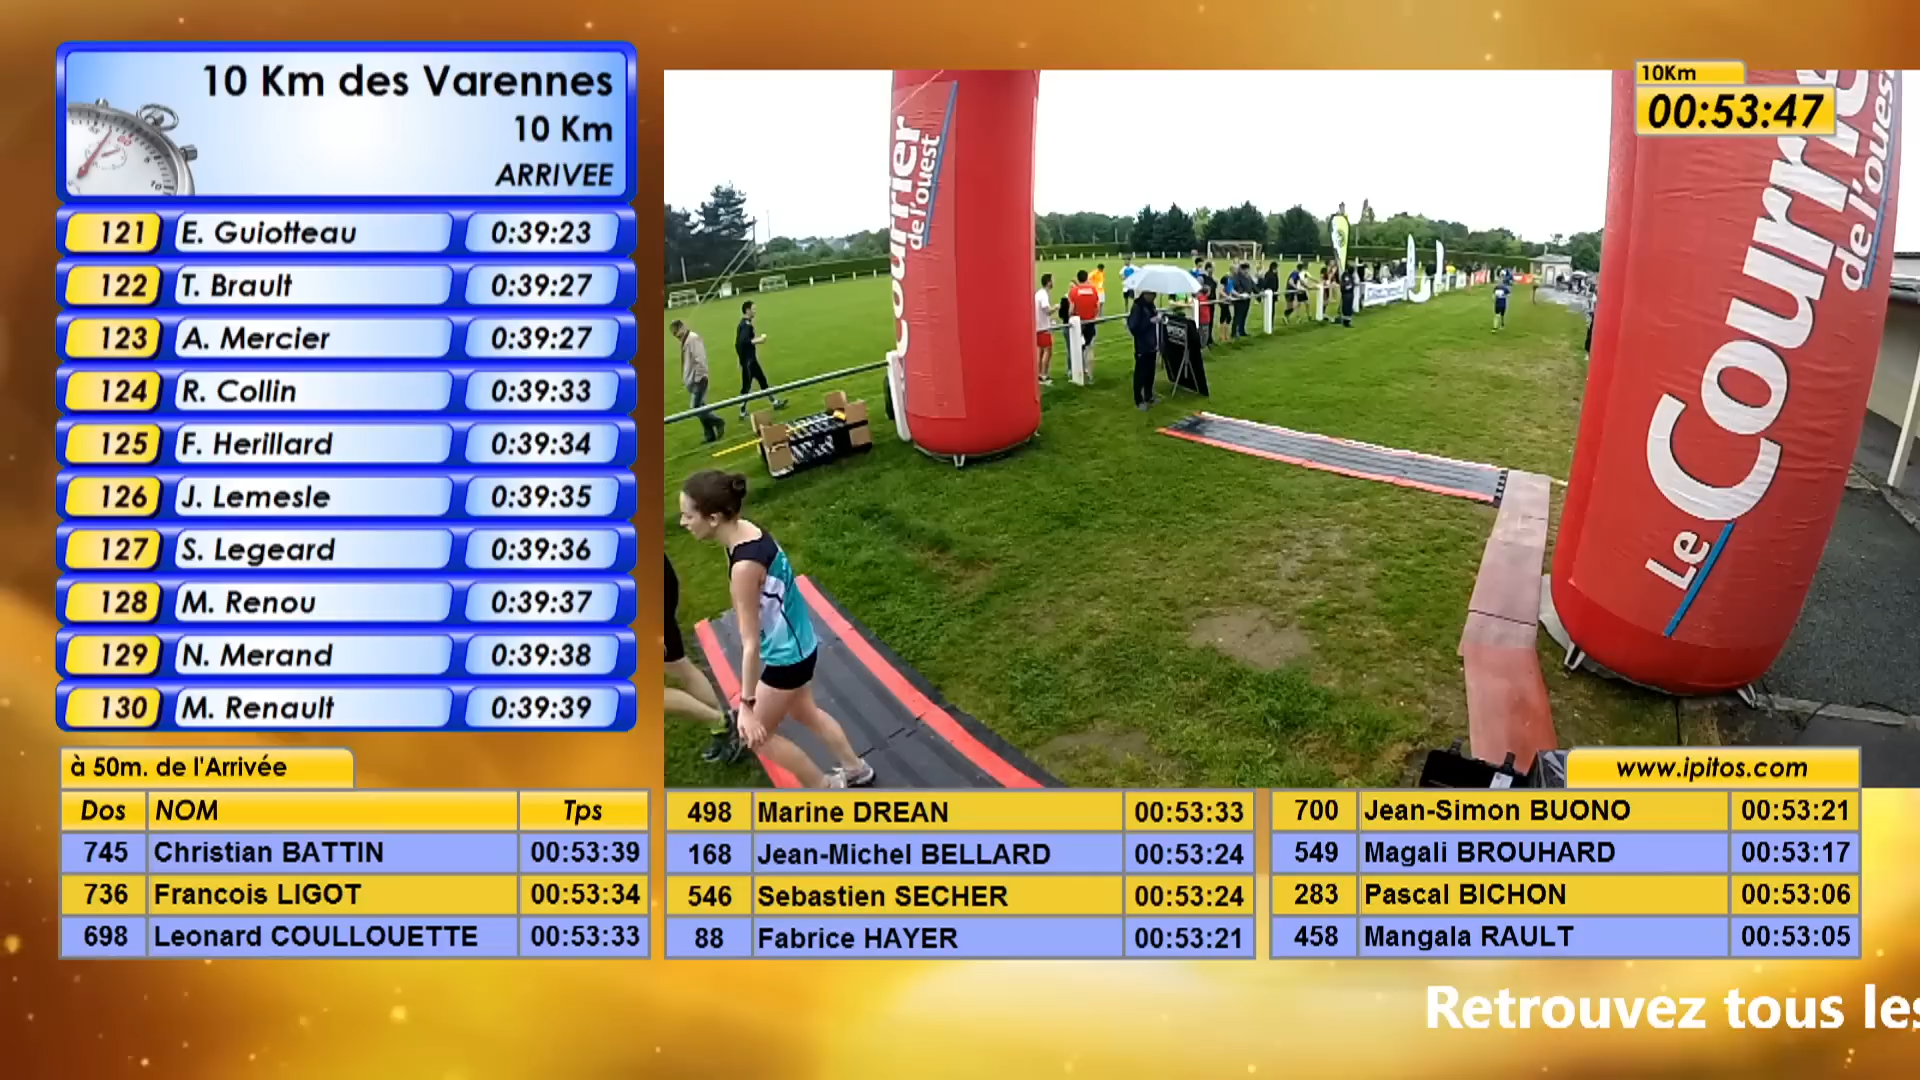 10 Km des Varennes
10 Km
ARRIVEE
121 E. Guiotteau 0:39:23
122 T. Brault 0:39:27
123 A. Mercier 0:39:27
124 R. Collin 0:39:33
125 F. Herillard 0:39:34
126 J. Lemesle 0:39:35
127 S. Legeard 0:39:36
128 M. Renou 0:39:37
129 N. Merand 0:39:38
130 M. Renault 0:39:39
10Km
00:53:47
Courrier
de l'ouest
Le Courrie
de l'ouest
www.ipitos.com
à 50m. de l'Arrivée
Dos NOM Tps
745 Christian BATTIN 00:53:39
736 Francois LIGOT 00:53:34
698 Leonard COULLOUETTE 00:53:33
498 Marine DREAN 00:53:33
168 Jean-Michel BELLARD 00:53:24
546 Sebastien SECHER 00:53:24
88 Fabrice HAYER 00:53:21
700 Jean-Simon BUONO 00:53:21
549 Magali BROUHARD 00:53:17
283 Pascal BICHON 00:53:06
458 Mangala RAULT 00:53:05
Retrouvez tous les